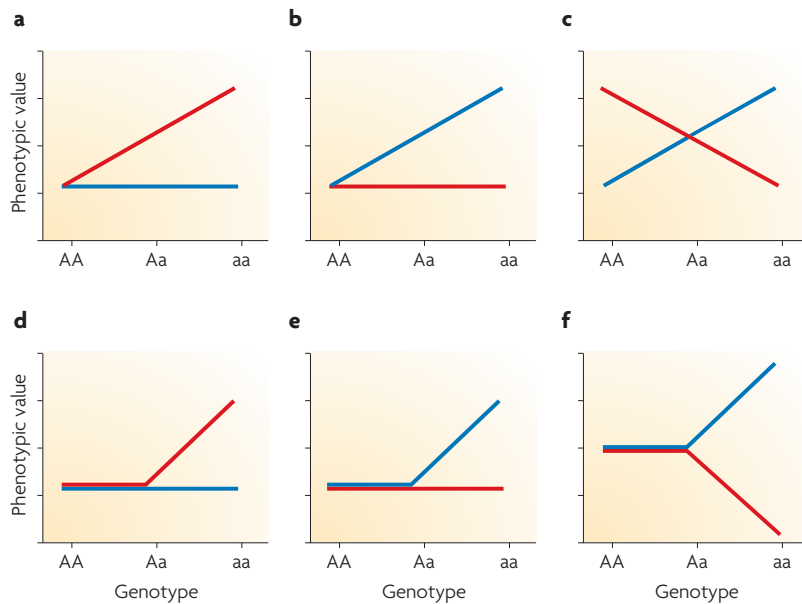 a
b
c
Phenotypic value
AA Aa aa
AA Aa aa
AA Aa aa
d
e
f
Phenotypic value
AA Aa aa
AA Aa aa
AA Aa aa
Genotype
Genotype
Genotype